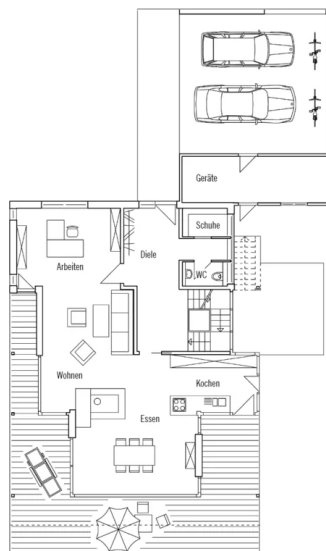 Geräte
Schuhe
Diele
WC
Arbeiten
Wohnen
Kochen
Essen